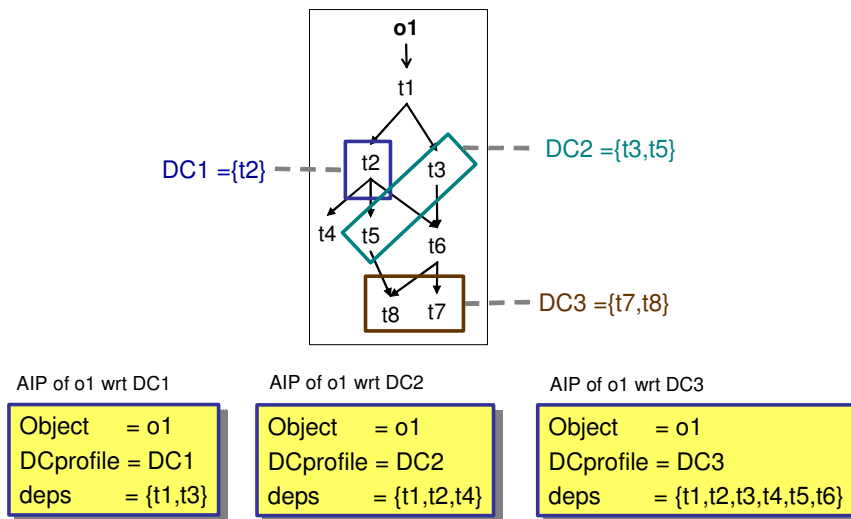 o1
t1
DC1 ={t2}
t2
t3
DC2 ={t3,t5}
t4
t5
t6
t8
t7
DC3 ={t7,t8}
AIP of o1 wrt DC1
Object = o1
DCprofile = DC1
deps = {t1,t3}
AIP of o1 wrt DC2
Object = o1
DCprofile = DC2
deps = {t1,t2,t4}
AIP of o1 wrt DC3
Object = o1
DCprofile = DC3
deps = {t1,t2,t3,t4,t5,t6}